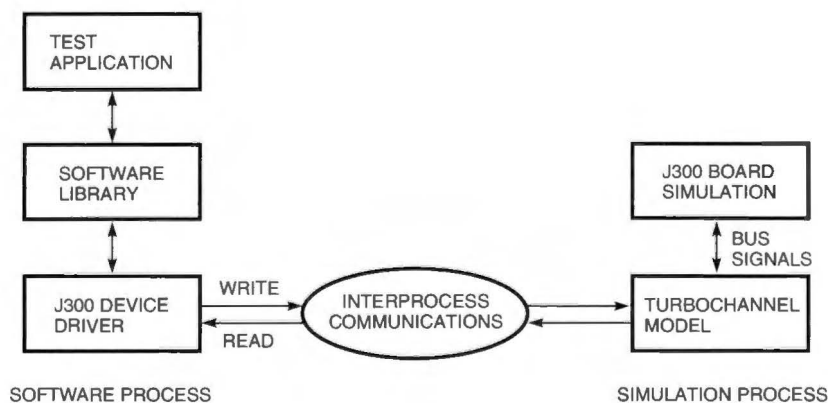 TEST
APPLICATION
SOFTWARE
LIBRARY
J300 DEVICE
DRIVER
WRITE
READ
INTERPROCESS
COMMUNICATIONS
J300 BOARD
SIMULATION
BUS
SIGNALS
TURBOCHANNEL
MODEL
SOFTWARE PROCESS
SIMULATION PROCESS